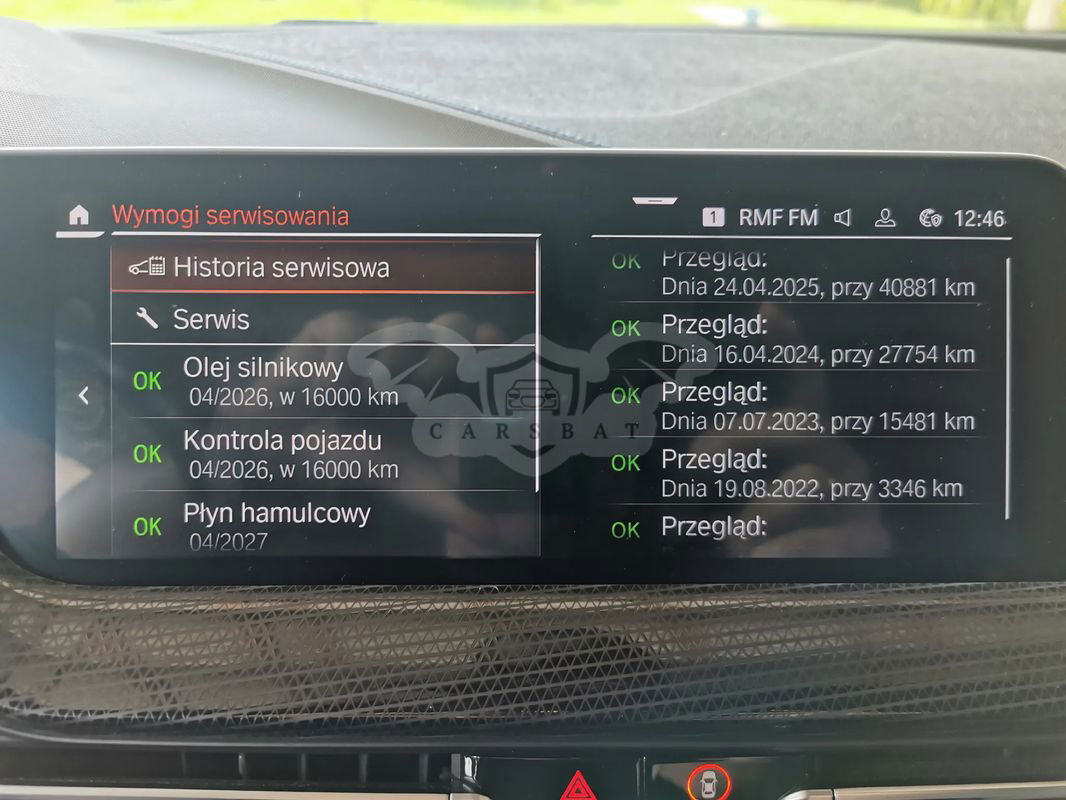 Wymogi serwisowania
1 RMF FM 12:46
Historia serwisowa
Serwis
OK Olej silnikowy
04/2026, w 16000 km
OK Kontrola pojazdu
04/2026, w 16000 km
OK Płyn hamulcowy
04/2027
OK Przegląd:
Dnia 24.04.2025, przy 40881 km
OK Przegląd:
Dnia 16.04.2024, przy 27754 km
OK Przegląd:
Dnia 07.07.2023, przy 15481 km
OK Przegląd:
Dnia 19.08.2022, przy 3346 km
OK Przegląd:
CARSBAT